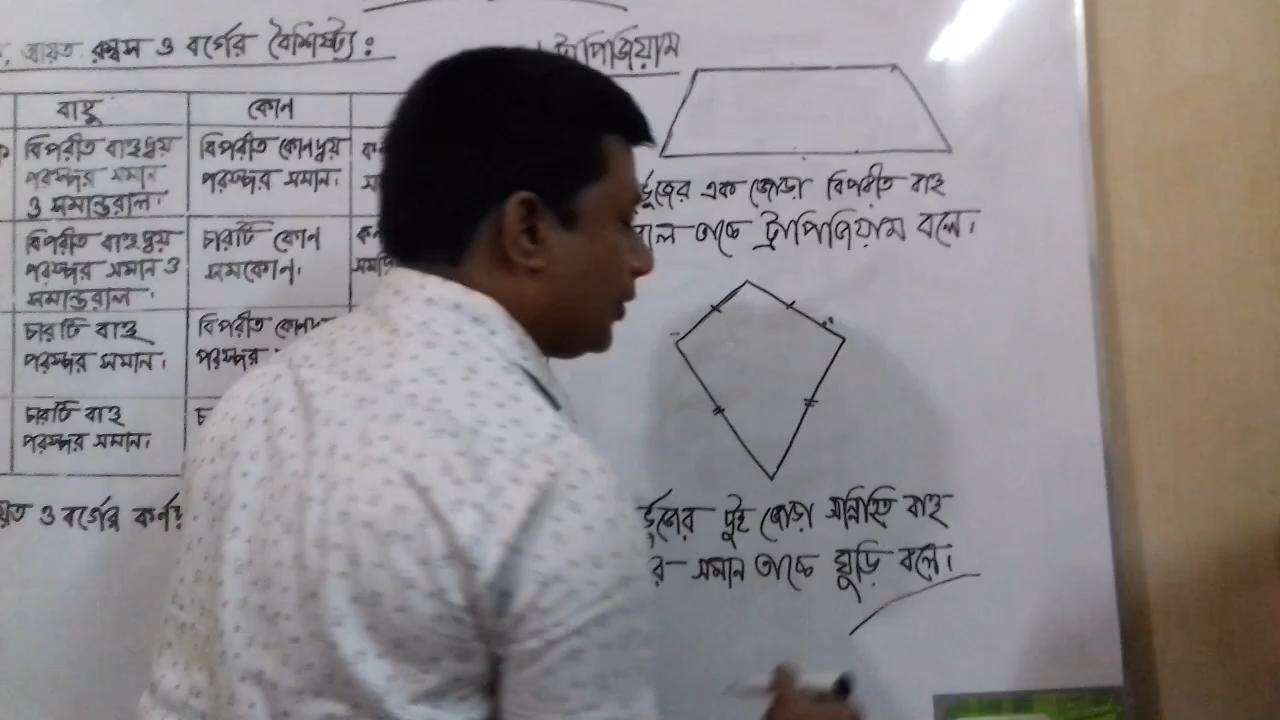 আয়ত রম্বস ও বর্গের বৈশিষ্ট্য:
বাহু
কোন
বিপরীত বাহুদ্বয়
পরস্পর সমান
ও সমান্তরাল।
বিপরীত কোনদ্বয়
পরস্পর সমান।
বিপরীত বাহুদ্বয়
পরস্পর সমান ও
সমান্তরাল।
চারটি কোন
সমকোন।
চারটি বাহু
পরস্পর সমান।
বিপরীত
পরস্পর
চারটি বাহু
পরস্পর সমান।
ও বর্গের কর্ণ
ট্রাপিজিয়াম
এক জোড়া বিপরীত বাহু
তাকে ট্রাপিজিয়াম বলে।
দুই জোড়া সন্নিহিত বাহু
সমান তাকে ঘুড়ি বলে।